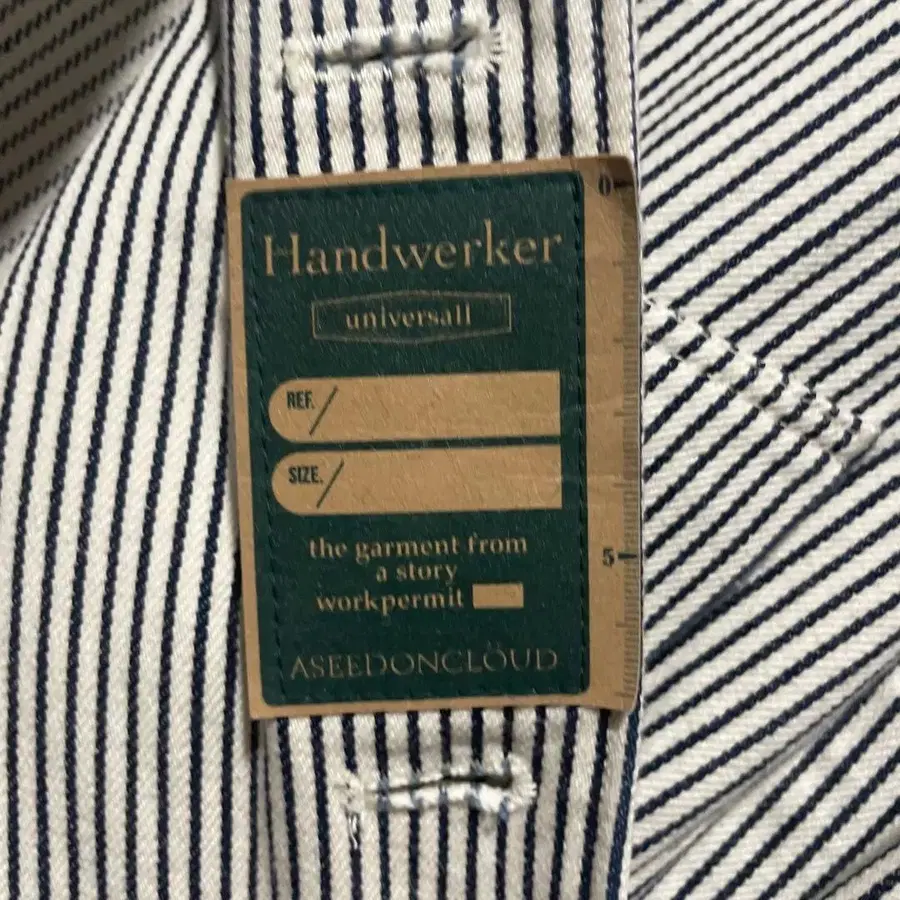 0
Handwerker
universall
REF./
SIZE./
5
the garment from
a story
workpermit
ASEEDONCLÖUD